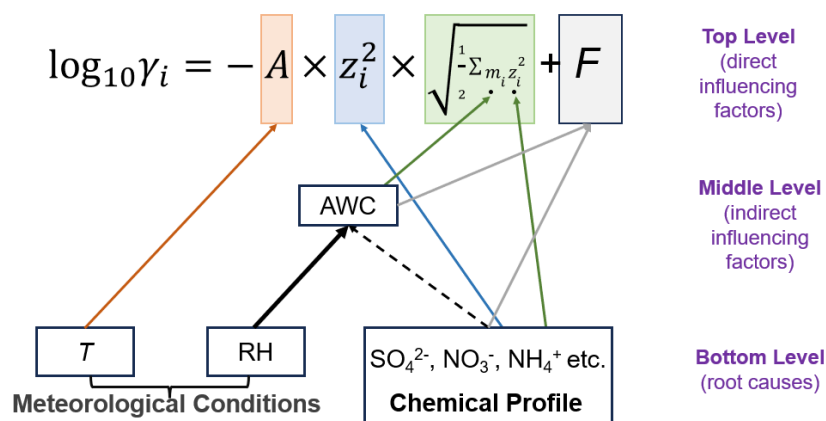 log₁₀γᵢ = − A × zᵢ² × √(1/2 Σ mᵢ zᵢ²) + F
Top Level
(direct
influencing
factors)
AWC
Middle Level
(indirect
influencing
factors)
T
RH
SO₄²⁻, NO₃⁻, NH₄⁺ etc.
Chemical Profile
Meteorological Conditions
Bottom Level
(root causes)